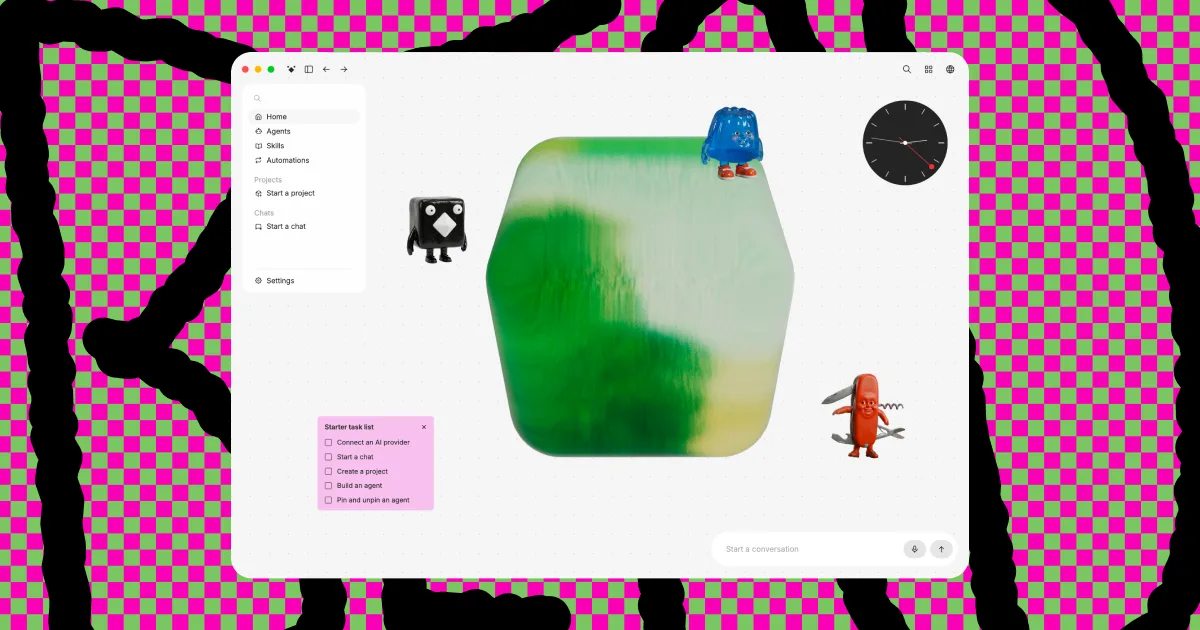 Home
Agents
Skills
Automations
Projects
Start a project
Chats
Start a chat
Settings
Starter task list
Connect an AI provider
Start a chat
Create a project
Build an agent
Pin and unpin an agent
Start a conversation